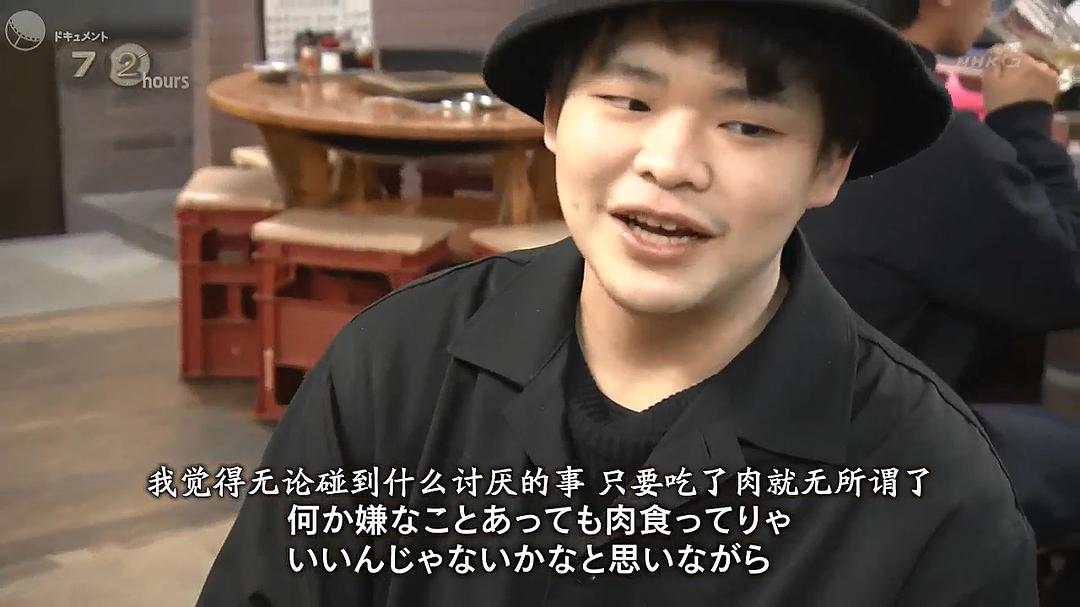 ドキュメント
72hours
NHK G
我觉得无论碰到什么讨厌的事 只要吃了肉就无所谓了
何か嫌なことあっても肉食ってりゃ
いいんじゃないかなと思いながら